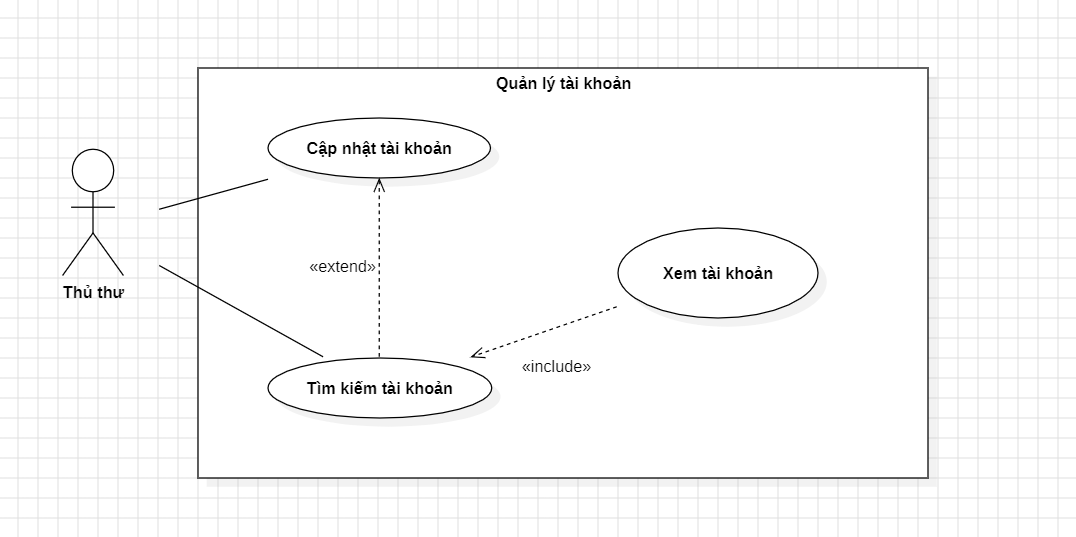 Quản lý tài khoản
Cập nhật tài khoản
«extend»
Xem tài khoản
Thủ thư
«include»
Tìm kiếm tài khoản